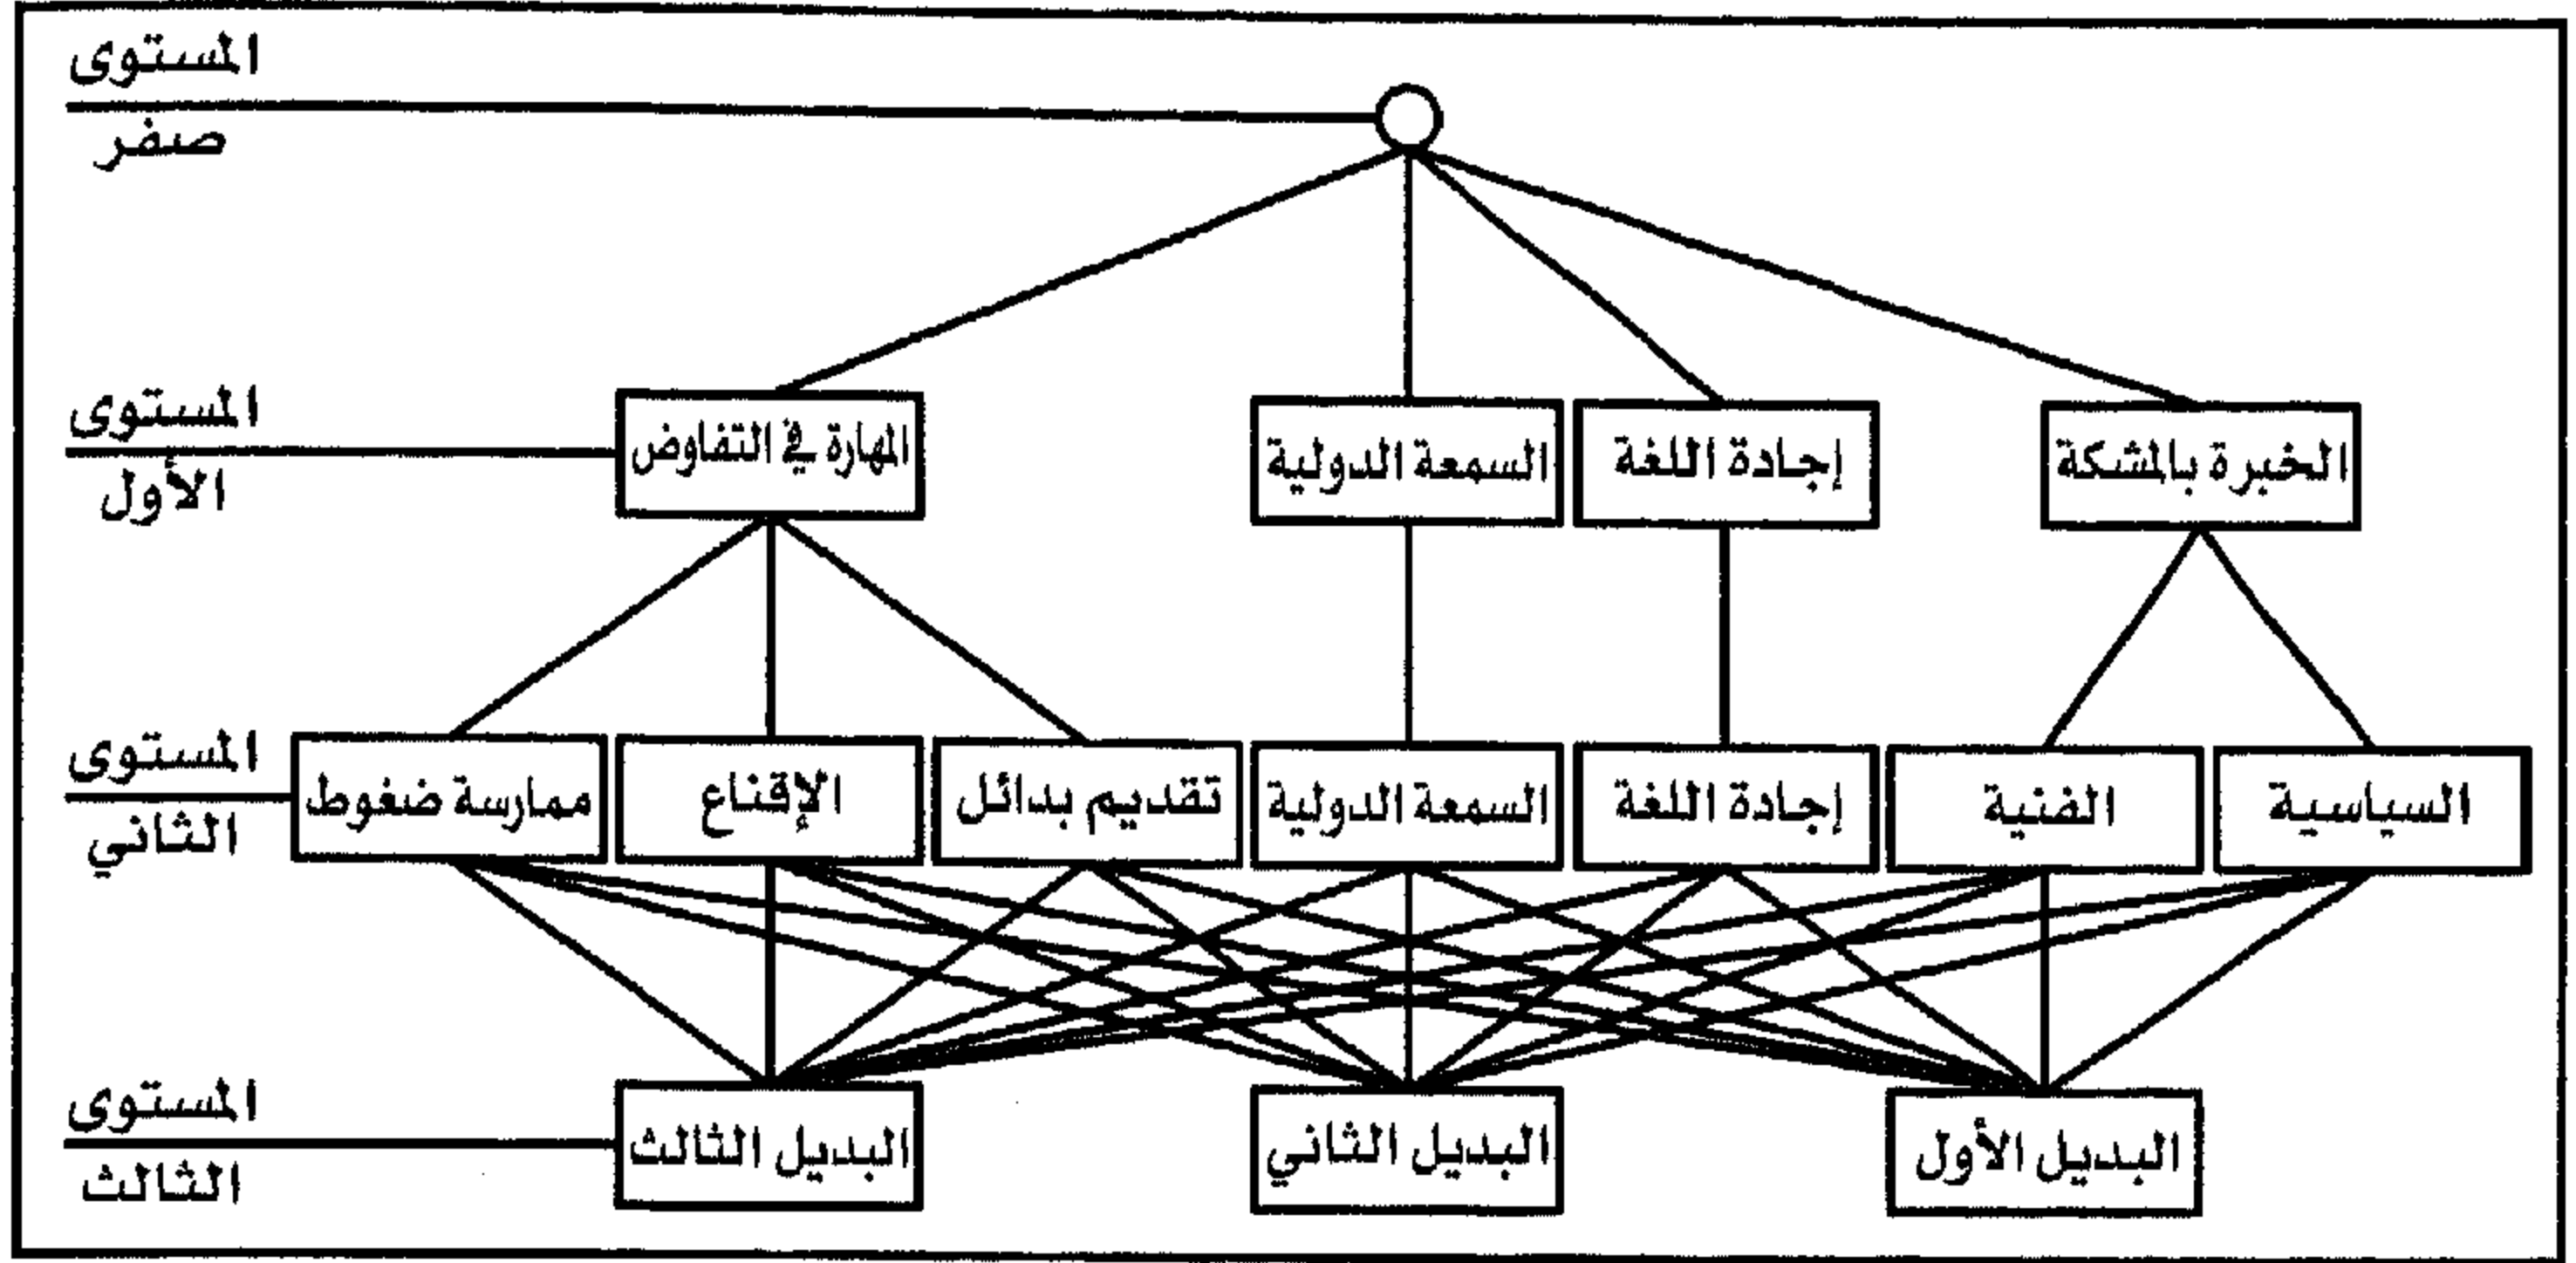 المستوى
صفر
المستوى
الأول
الخبرة بالمشكة
إجادة اللغة
السمعة الدولية
المهارة في التفاوض
المستوى
الثاني
السياسية
الفنية
إجادة اللغة
السمعة الدولية
تقديم بدائل
الإقناع
ممارسة ضغوط
المستوى
الثالث
البديل الأول
البديل الثاني
البديل الثالث